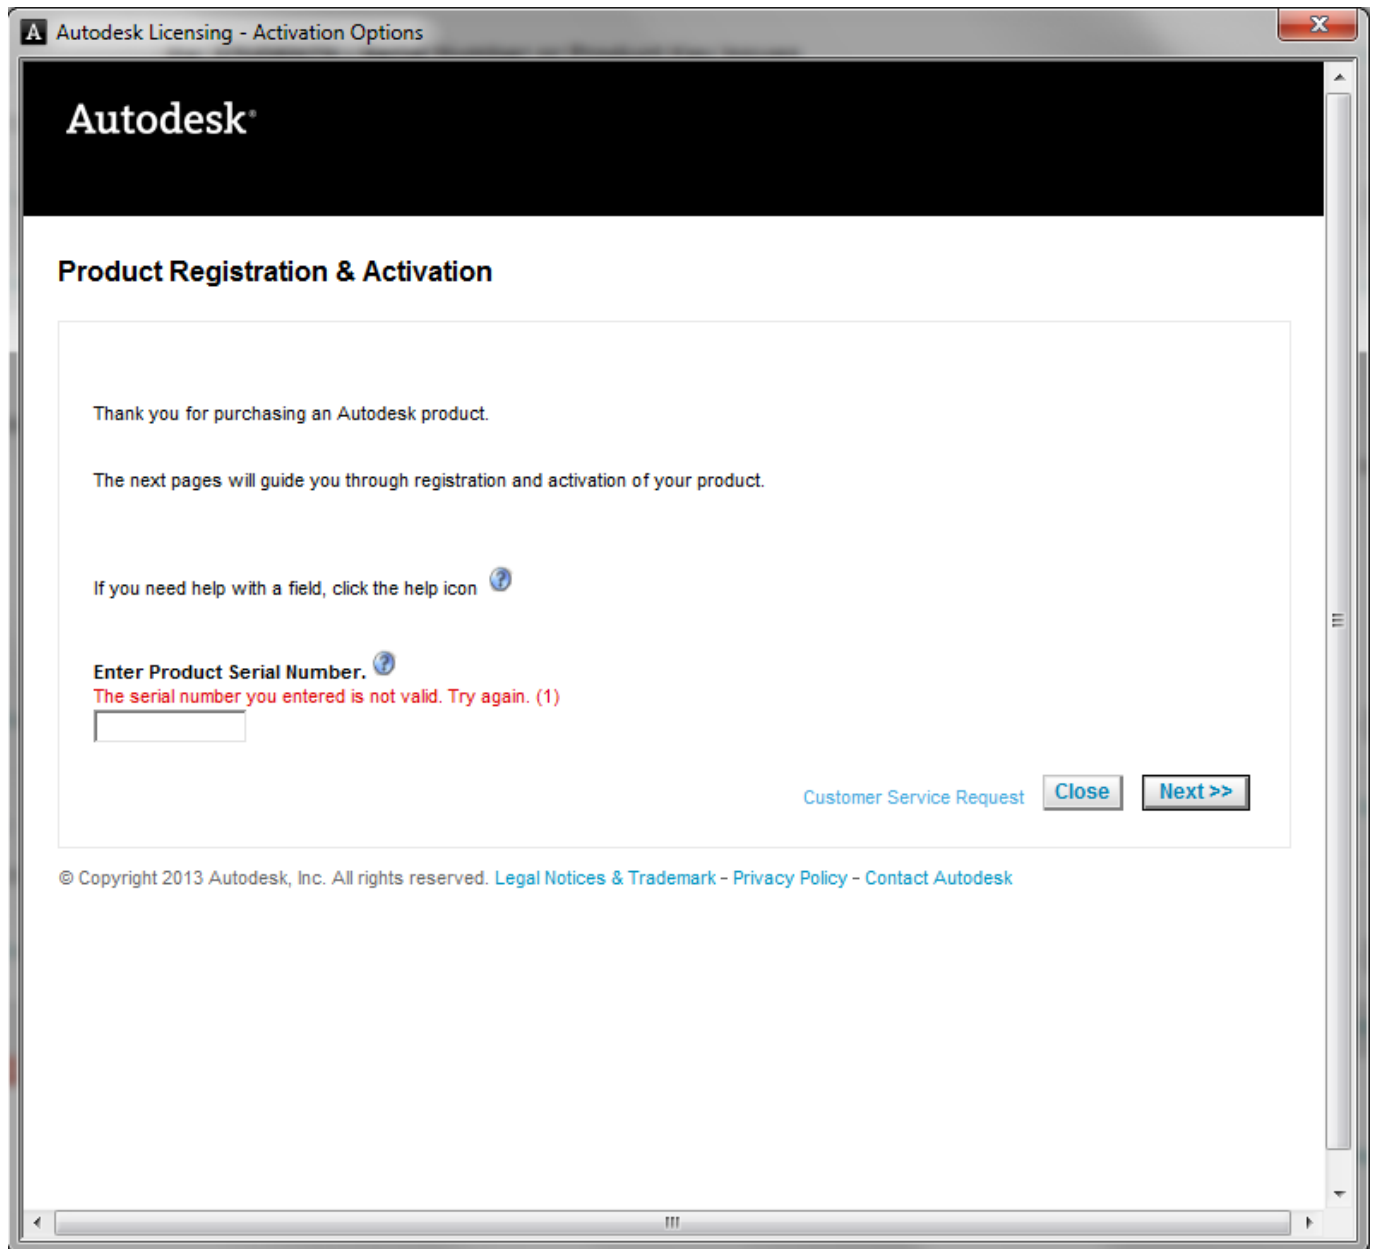 Autodesk Licensing - Activation Options
Autodesk®
Product Registration & Activation
Thank you for purchasing an Autodesk product.
The next pages will guide you through registration and activation of your product.
If you need help with a field, click the help icon ?
Enter Product Serial Number. ?
The serial number you entered is not valid. Try again. (1)
Customer Service Request Close Next >>
© Copyright 2013 Autodesk, Inc. All rights reserved. Legal Notices & Trademark - Privacy Policy - Contact Autodesk